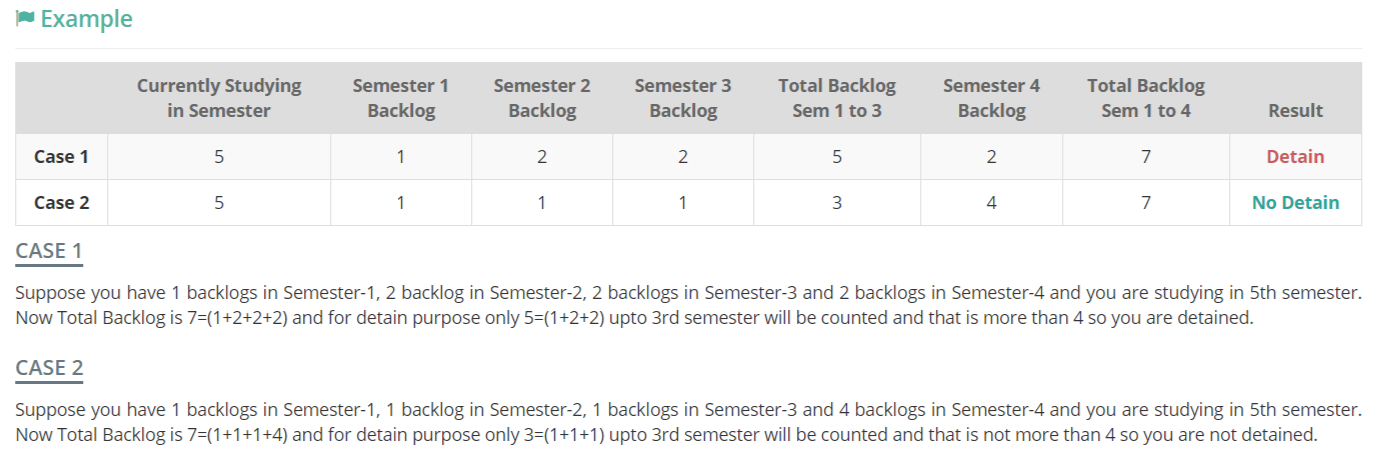 Example
Currently Studying in Semester | Semester 1 Backlog | Semester 2 Backlog | Semester 3 Backlog | Total Backlog Sem 1 to 3 | Semester 4 Backlog | Total Backlog Sem 1 to 4 | Result
Case 1 | 5 | 1 | 2 | 2 | 5 | 2 | 7 | Detain
Case 2 | 5 | 1 | 1 | 1 | 3 | 4 | 7 | No Detain
CASE 1
Suppose you have 1 backlogs in Semester-1, 2 backlog in Semester-2, 2 backlogs in Semester-3 and 2 backlogs in Semester-4 and you are studying in 5th semester.
Now Total Backlog is 7=(1+2+2+2) and for detain purpose only 5=(1+2+2) upto 3rd semester will be counted and that is more than 4 so you are detained.
CASE 2
Suppose you have 1 backlogs in Semester-1, 1 backlog in Semester-2, 1 backlogs in Semester-3 and 4 backlogs in Semester-4 and you are studying in 5th semester.
Now Total Backlog is 7=(1+1+1+4) and for detain purpose only 3=(1+1+1) upto 3rd semester will be counted and that is not more than 4 so you are not detained.